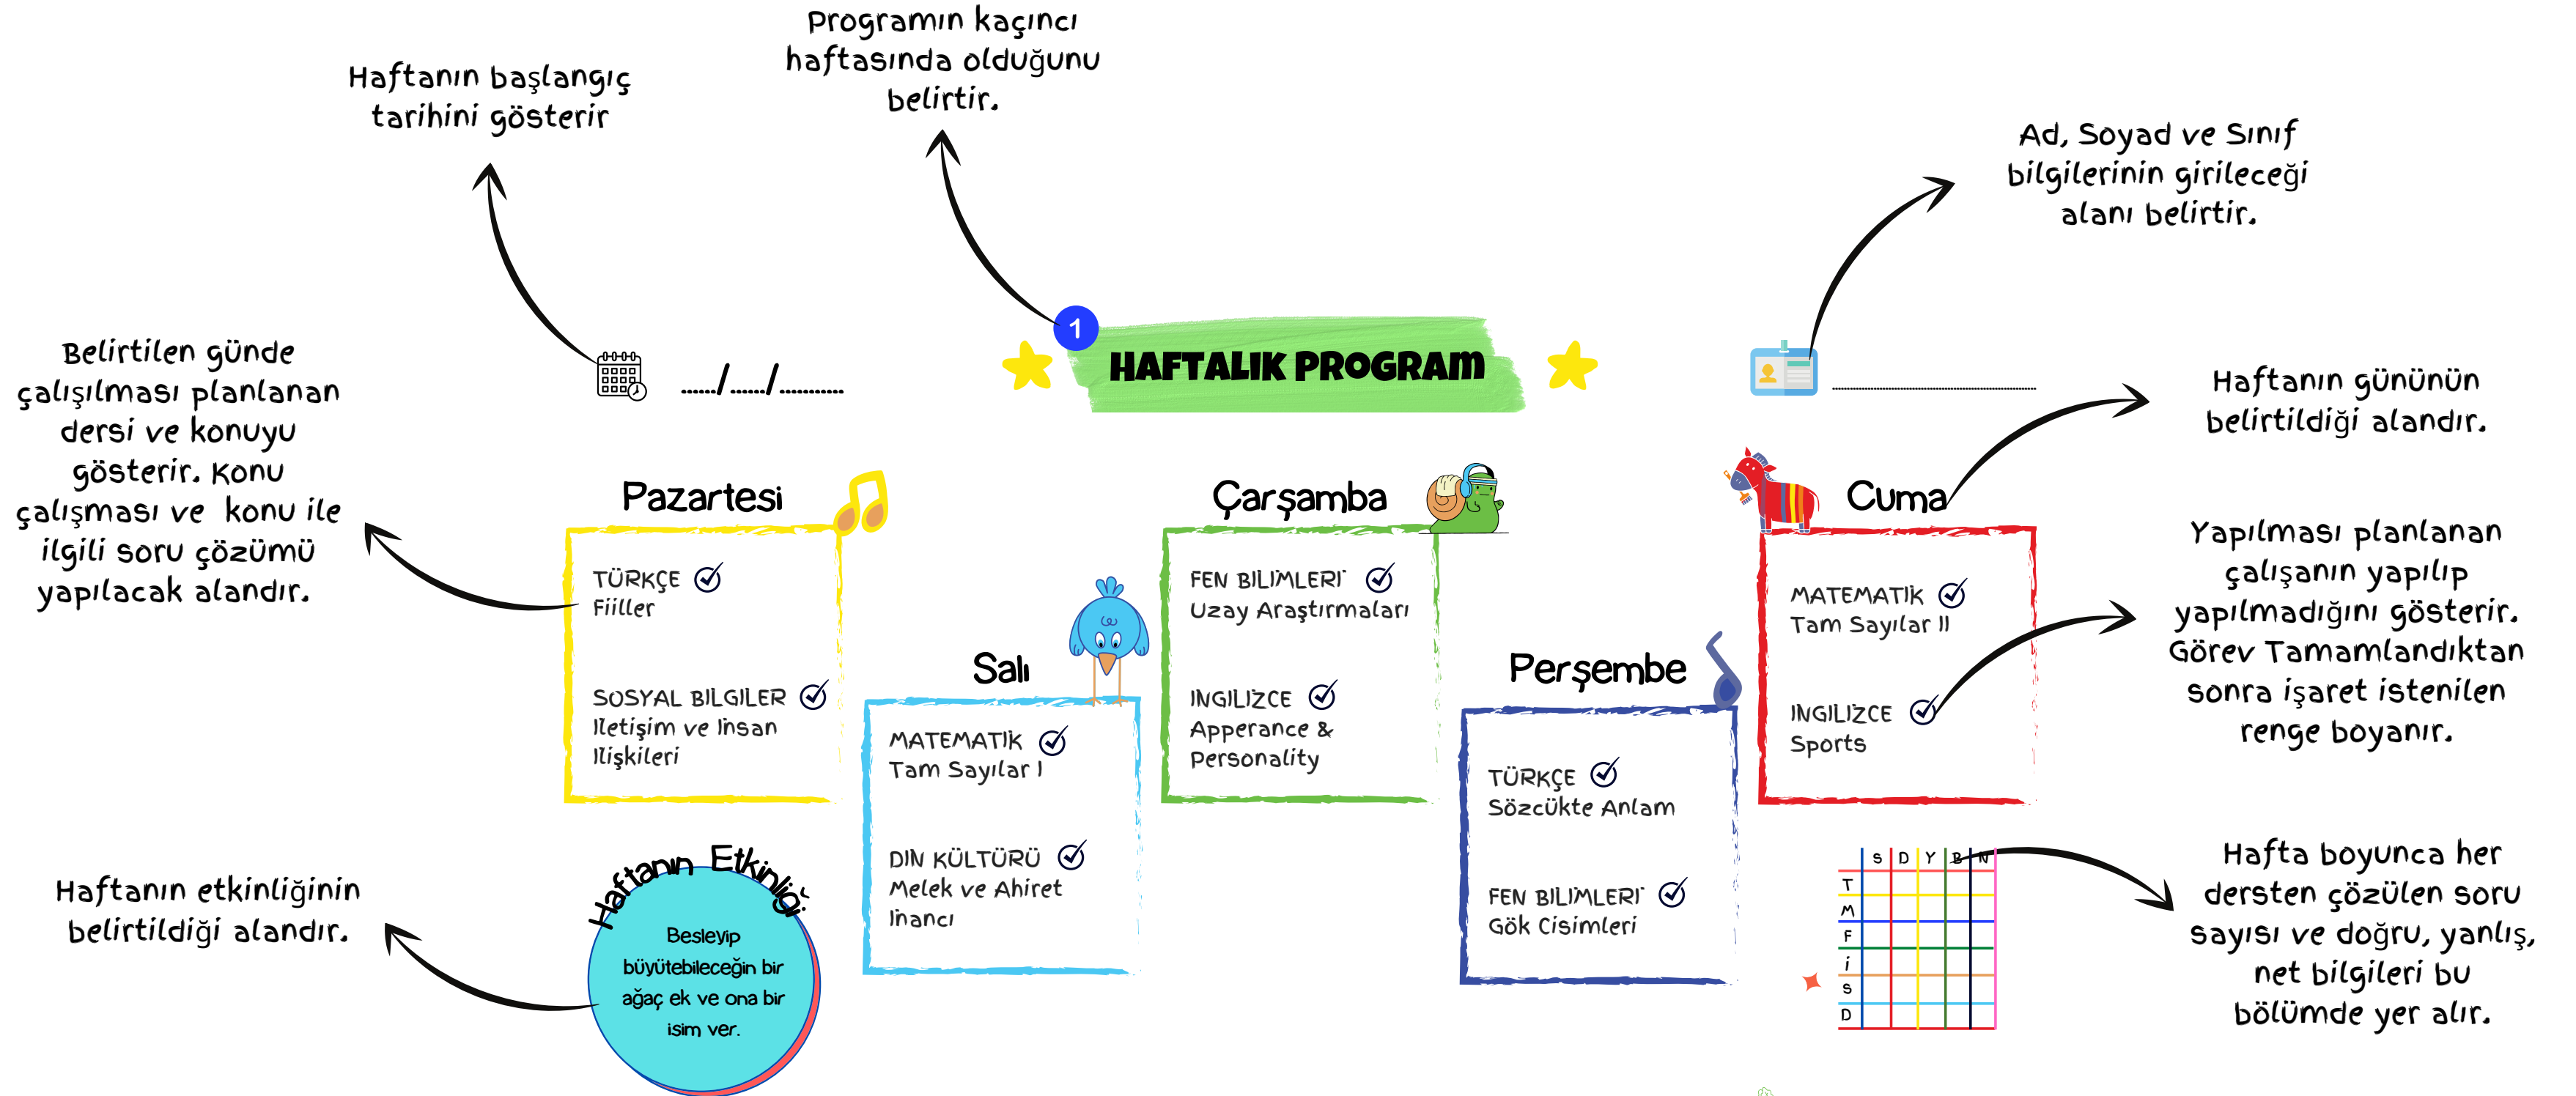 Programın kaçıncı
haftasında olduğunu
belirtir.
Haftanın başlangıç
tarihini gösterir
Ad, Soyad ve Sınıf
bilgilerinin girileceği
alanı belirtir.
1
HAFTALIK PROGRAM
....../....../...........
Belirtilen günde
çalışılması planlanan
dersi ve konuyu
gösterir. Konu
çalışması ve konu ile
ilgili soru çözümü
yapılacak alandır.
Haftanın gününün
belirtildiği alandır.
Pazartesi
TÜRKÇE
Fiiller
SOSYAL BİLGİLER
İletişim ve İnsan
İlişkileri
Salı
MATEMATİK
Tam Sayılar I
DİN KÜLTÜRÜ
Melek ve Ahiret
İnancı
Çarşamba
FEN BİLİMLERİ
Uzay Araştırmaları
İNGİLİZCE
Apperance &
Personality
Perşembe
TÜRKÇE
Sözcükte Anlam
FEN BİLİMLERİ
Gök Cisimleri
Cuma
MATEMATİK
Tam Sayılar II
İNGİLİZCE
Sports
Yapılması planlanan
çalışanın yapılıp
yapılmadığını gösterir.
Görev Tamamlandıktan
sonra işaret istenilen
renge boyanır.
Haftanın etkinliğinin
belirtildiği alandır.
Haftanın Etkinliği
Besleyip
büyütebileceğin bir
ağaç ek ve ona bir
isim ver.
S D Y B N
T
M
F
İ
S
D
Hafta boyunca her
dersten çözülen soru
sayısı ve doğru, yanlış,
net bilgileri bu
bölümde yer alır.